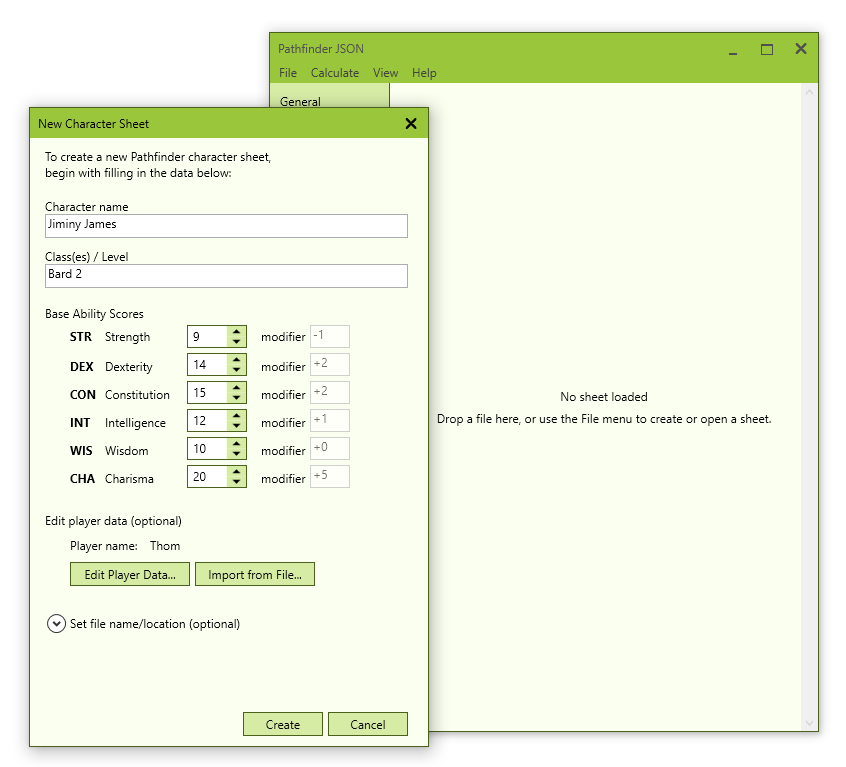 Pathfinder JSON
File Calculate View Help
General
New Character Sheet
To create a new Pathfinder character sheet,
begin with filling in the data below:
Character name
Jiminy James
Class(es) / Level
Bard 2
Base Ability Scores
STR Strength 9 modifier -1
DEX Dexterity 14 modifier +2
CON Constitution 15 modifier +2
INT Intelligence 12 modifier +1
WIS Wisdom 10 modifier +0
CHA Charisma 20 modifier +5
Edit player data (optional)
Player name: Thom
Edit Player Data... Import from File...
Set file name/location (optional)
Create Cancel
No sheet loaded
Drop a file here, or use the File menu to create or open a sheet.